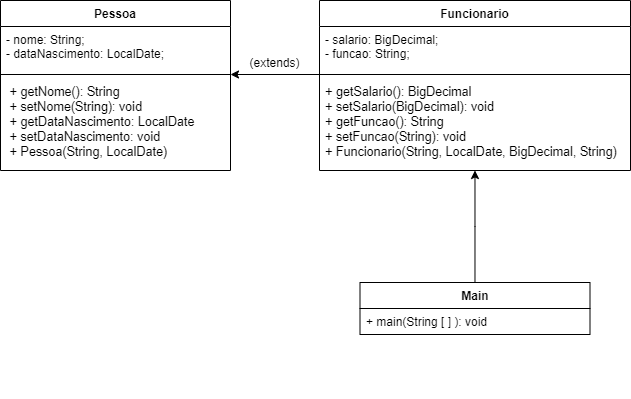 Pessoa
- nome: String;
- dataNascimento: LocalDate;
+ getNome(): String
+ setNome(String): void
+ getDataNascimento: LocalDate
+ setDataNascimento: void
+ Pessoa(String, LocalDate)
(extends)
Funcionario
- salario: BigDecimal;
- funcao: String;
+ getSalario(): BigDecimal
+ setSalario(BigDecimal): void
+ getFuncao(): String
+ setFuncao(String): void
+ Funcionario(String, LocalDate, BigDecimal, String)
Main
+ main(String [ ] ): void